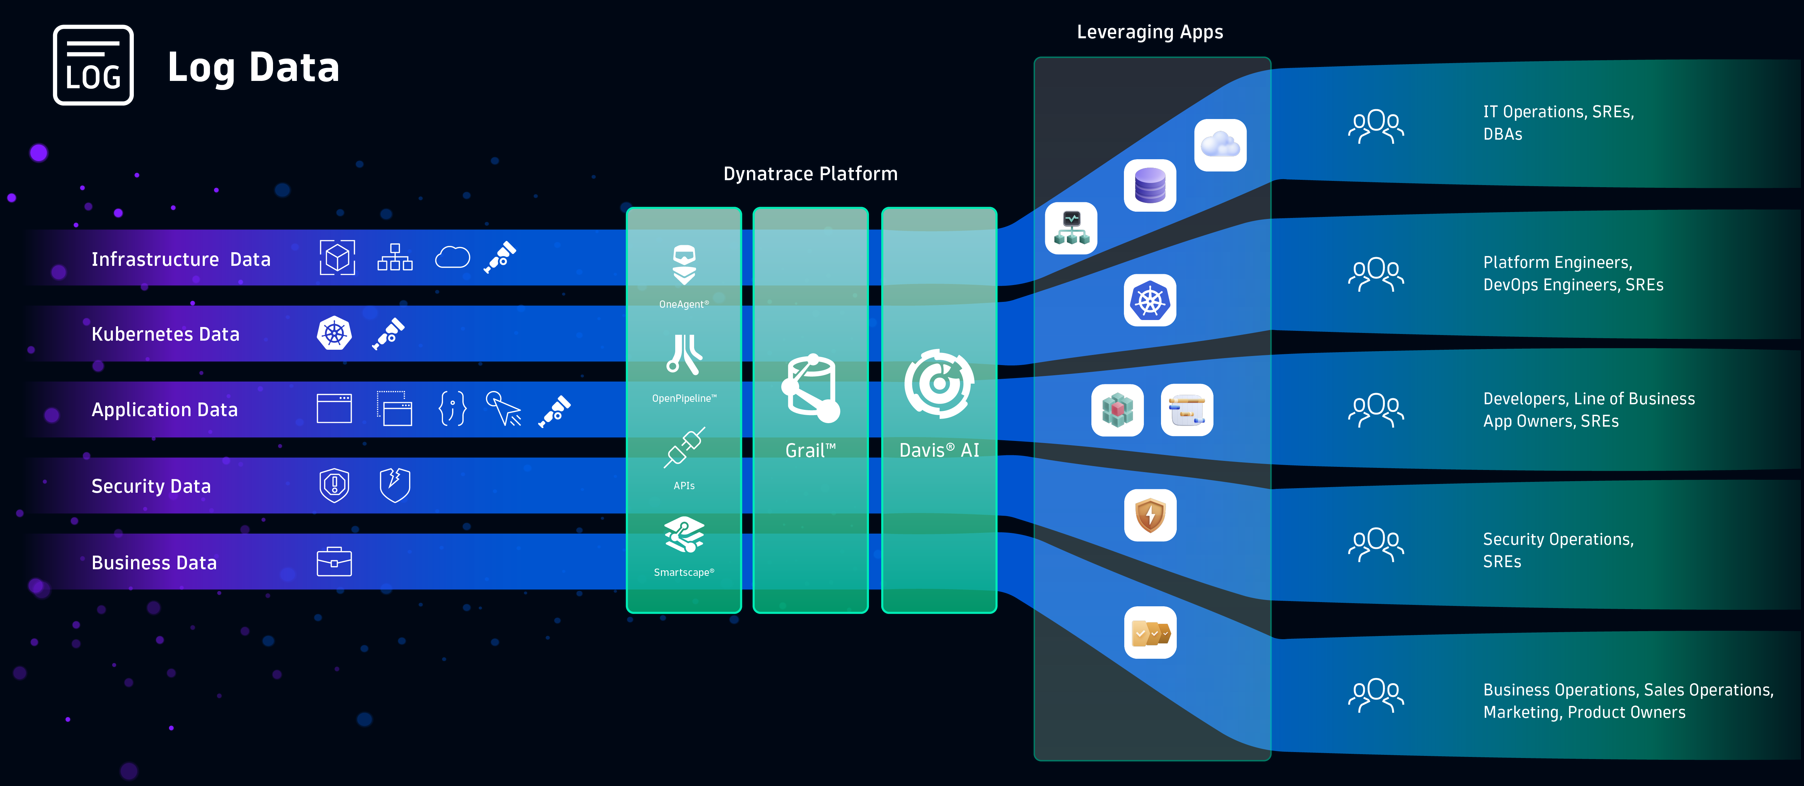 LOG
Log Data
Leveraging Apps
Dynatrace Platform
Infrastructure Data
Kubernetes Data
Application Data
Security Data
Business Data
OneAgent®
OpenPipeline™
APIs
Smartscape®
Grail™
Davis® AI
IT Operations, SREs,
DBAs
Platform Engineers,
DevOps Engineers, SREs
Developers, Line of Business
App Owners, SREs
Security Operations,
SREs
Business Operations, Sales Operations,
Marketing, Product Owners